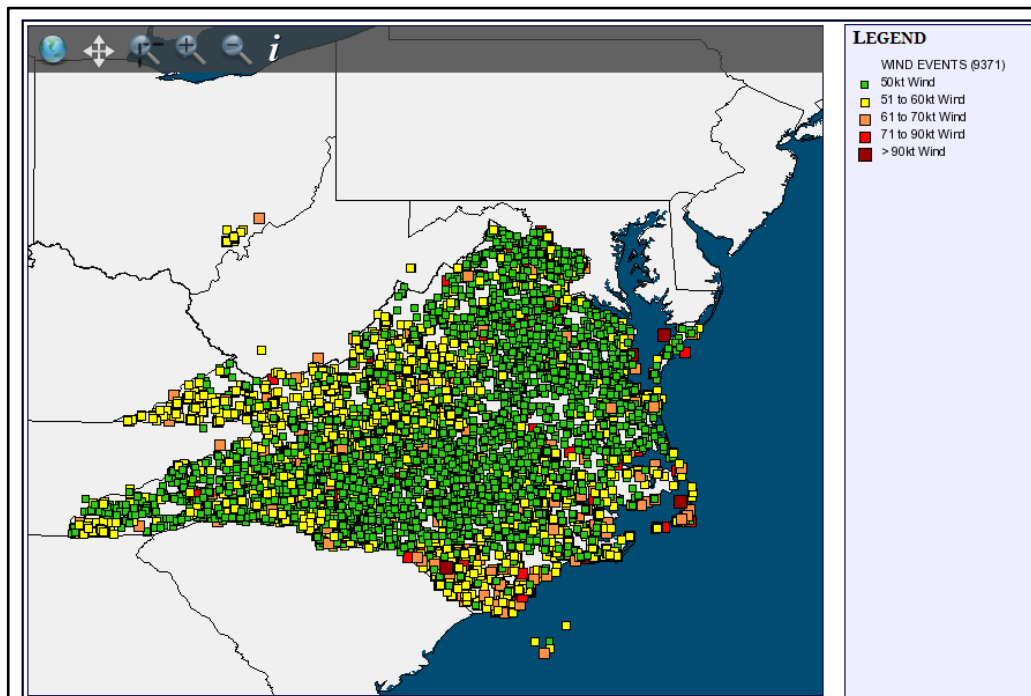 i
LEGEND
WIND EVENTS (9371)
50kt Wind
51 to 60kt Wind
61 to 70kt Wind
71 to 90kt Wind
> 90kt Wind